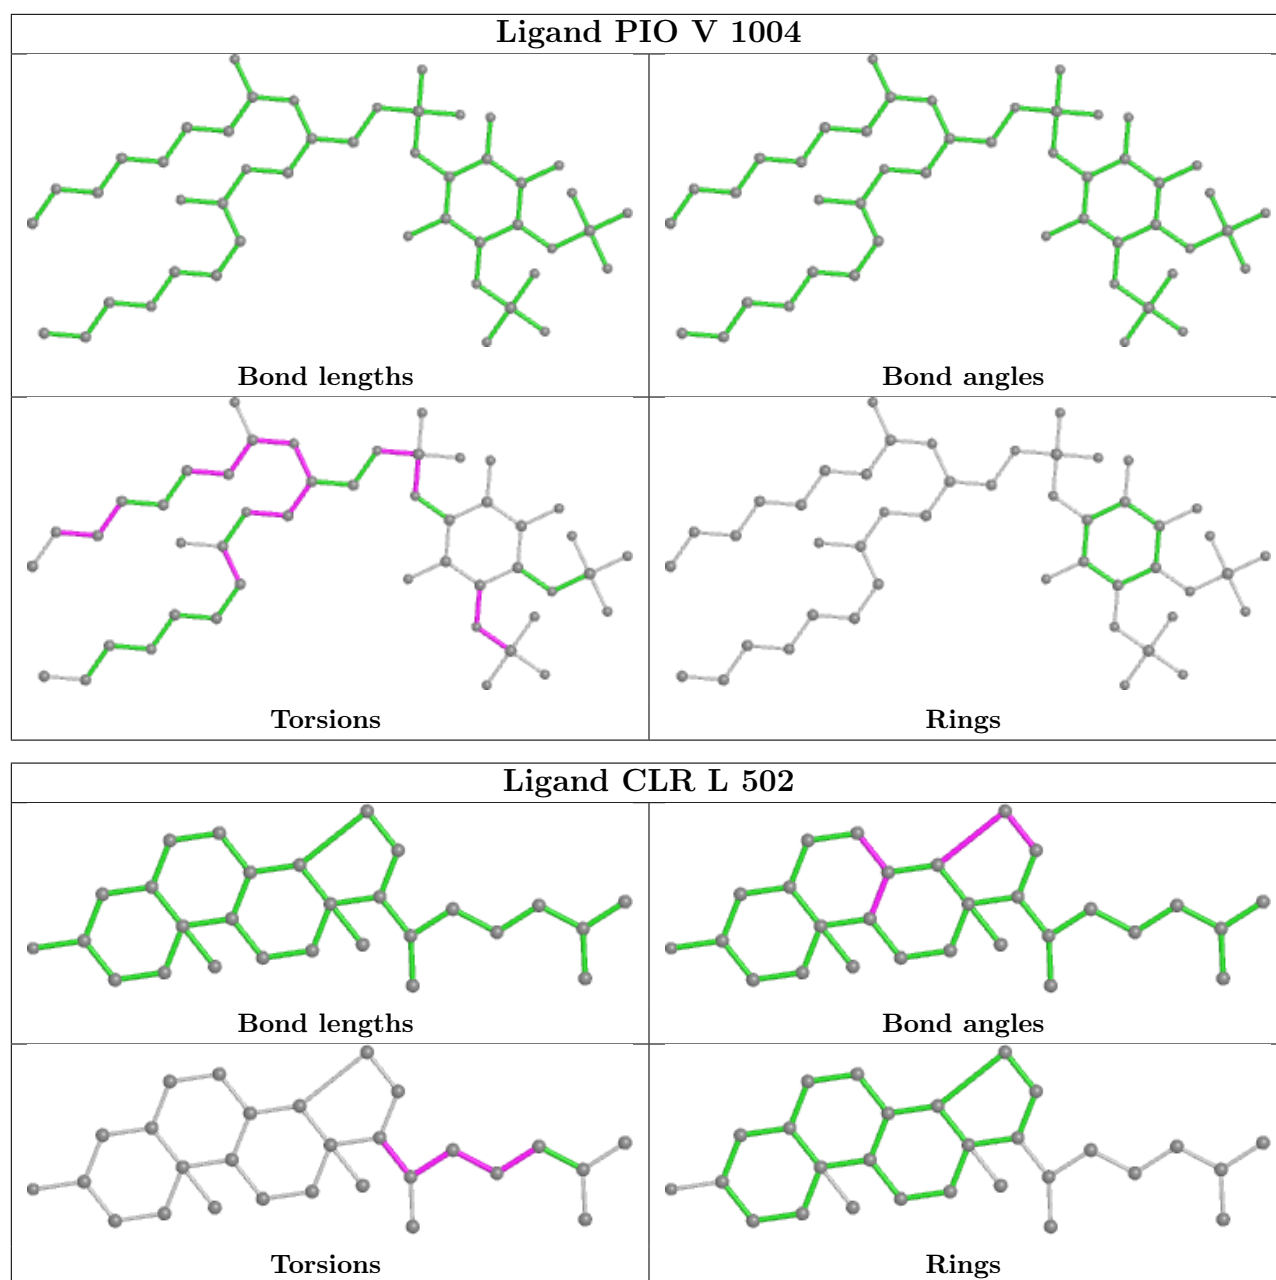 Ligand PIO V 1004
Bond lengths
Bond angles
Torsions
Rings
Ligand CLR L 502
Bond lengths
Bond angles
Torsions
Rings